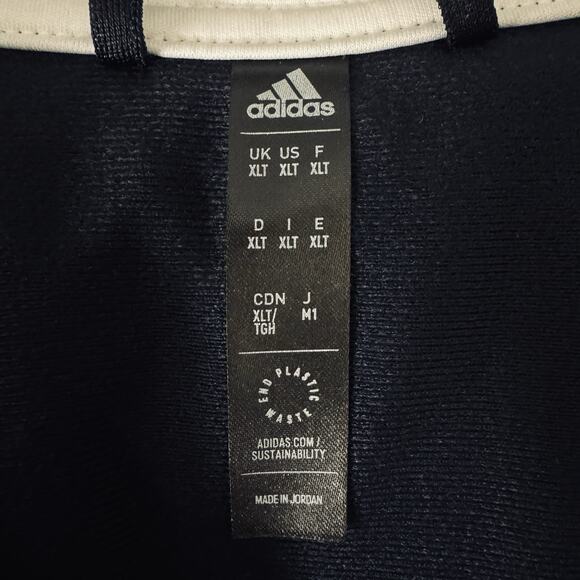 adidas
UK US F
XLT XLT XLT
D I E
XLT XLT XLT
CDN J
XLT/ M1
TGH
END PLASTIC WASTE
ADIDAS.COM/
SUSTAINABILITY
MADE IN JORDAN